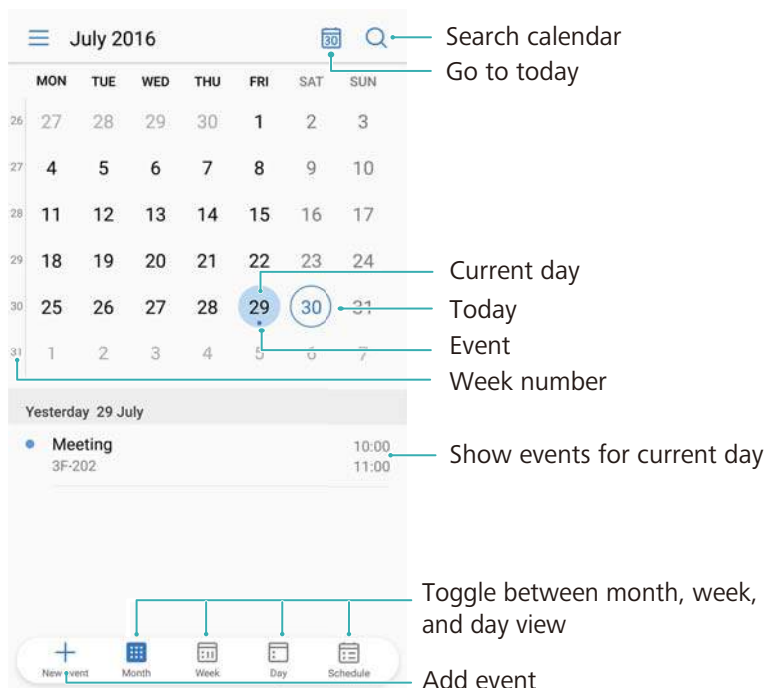 July 2016
30
Search calendar
Go to today
MON TUE WED THU FRI SAT SUN
26 27 28 29 30 1 2 3
27 4 5 6 7 8 9 10
28 11 12 13 14 15 16 17
29 18 19 20 21 22 23 24
Current day
30 25 26 27 28 29 30 31
Today
Event
31 1 2 3 4 5 6 7
Week number
Yesterday 29 July
Meeting 10:00
3F-202 11:00
Show events for current day
Toggle between month, week,
and day view
New event Month Week Day Schedule
Add event